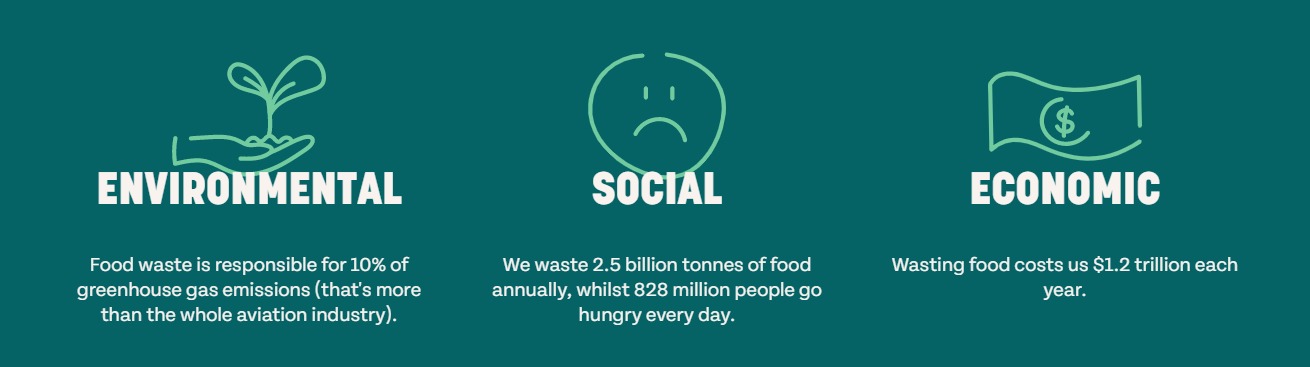 $
ENVIRONMENTAL
Food waste is responsible for 10% of
greenhouse gas emissions (that's more
than the whole aviation industry).
SOCIAL
We waste 2.5 billion tonnes of food
annually, whilst 828 million people go
hungry every day.
ECONOMIC
Wasting food costs us $1.2 trillion each
year.